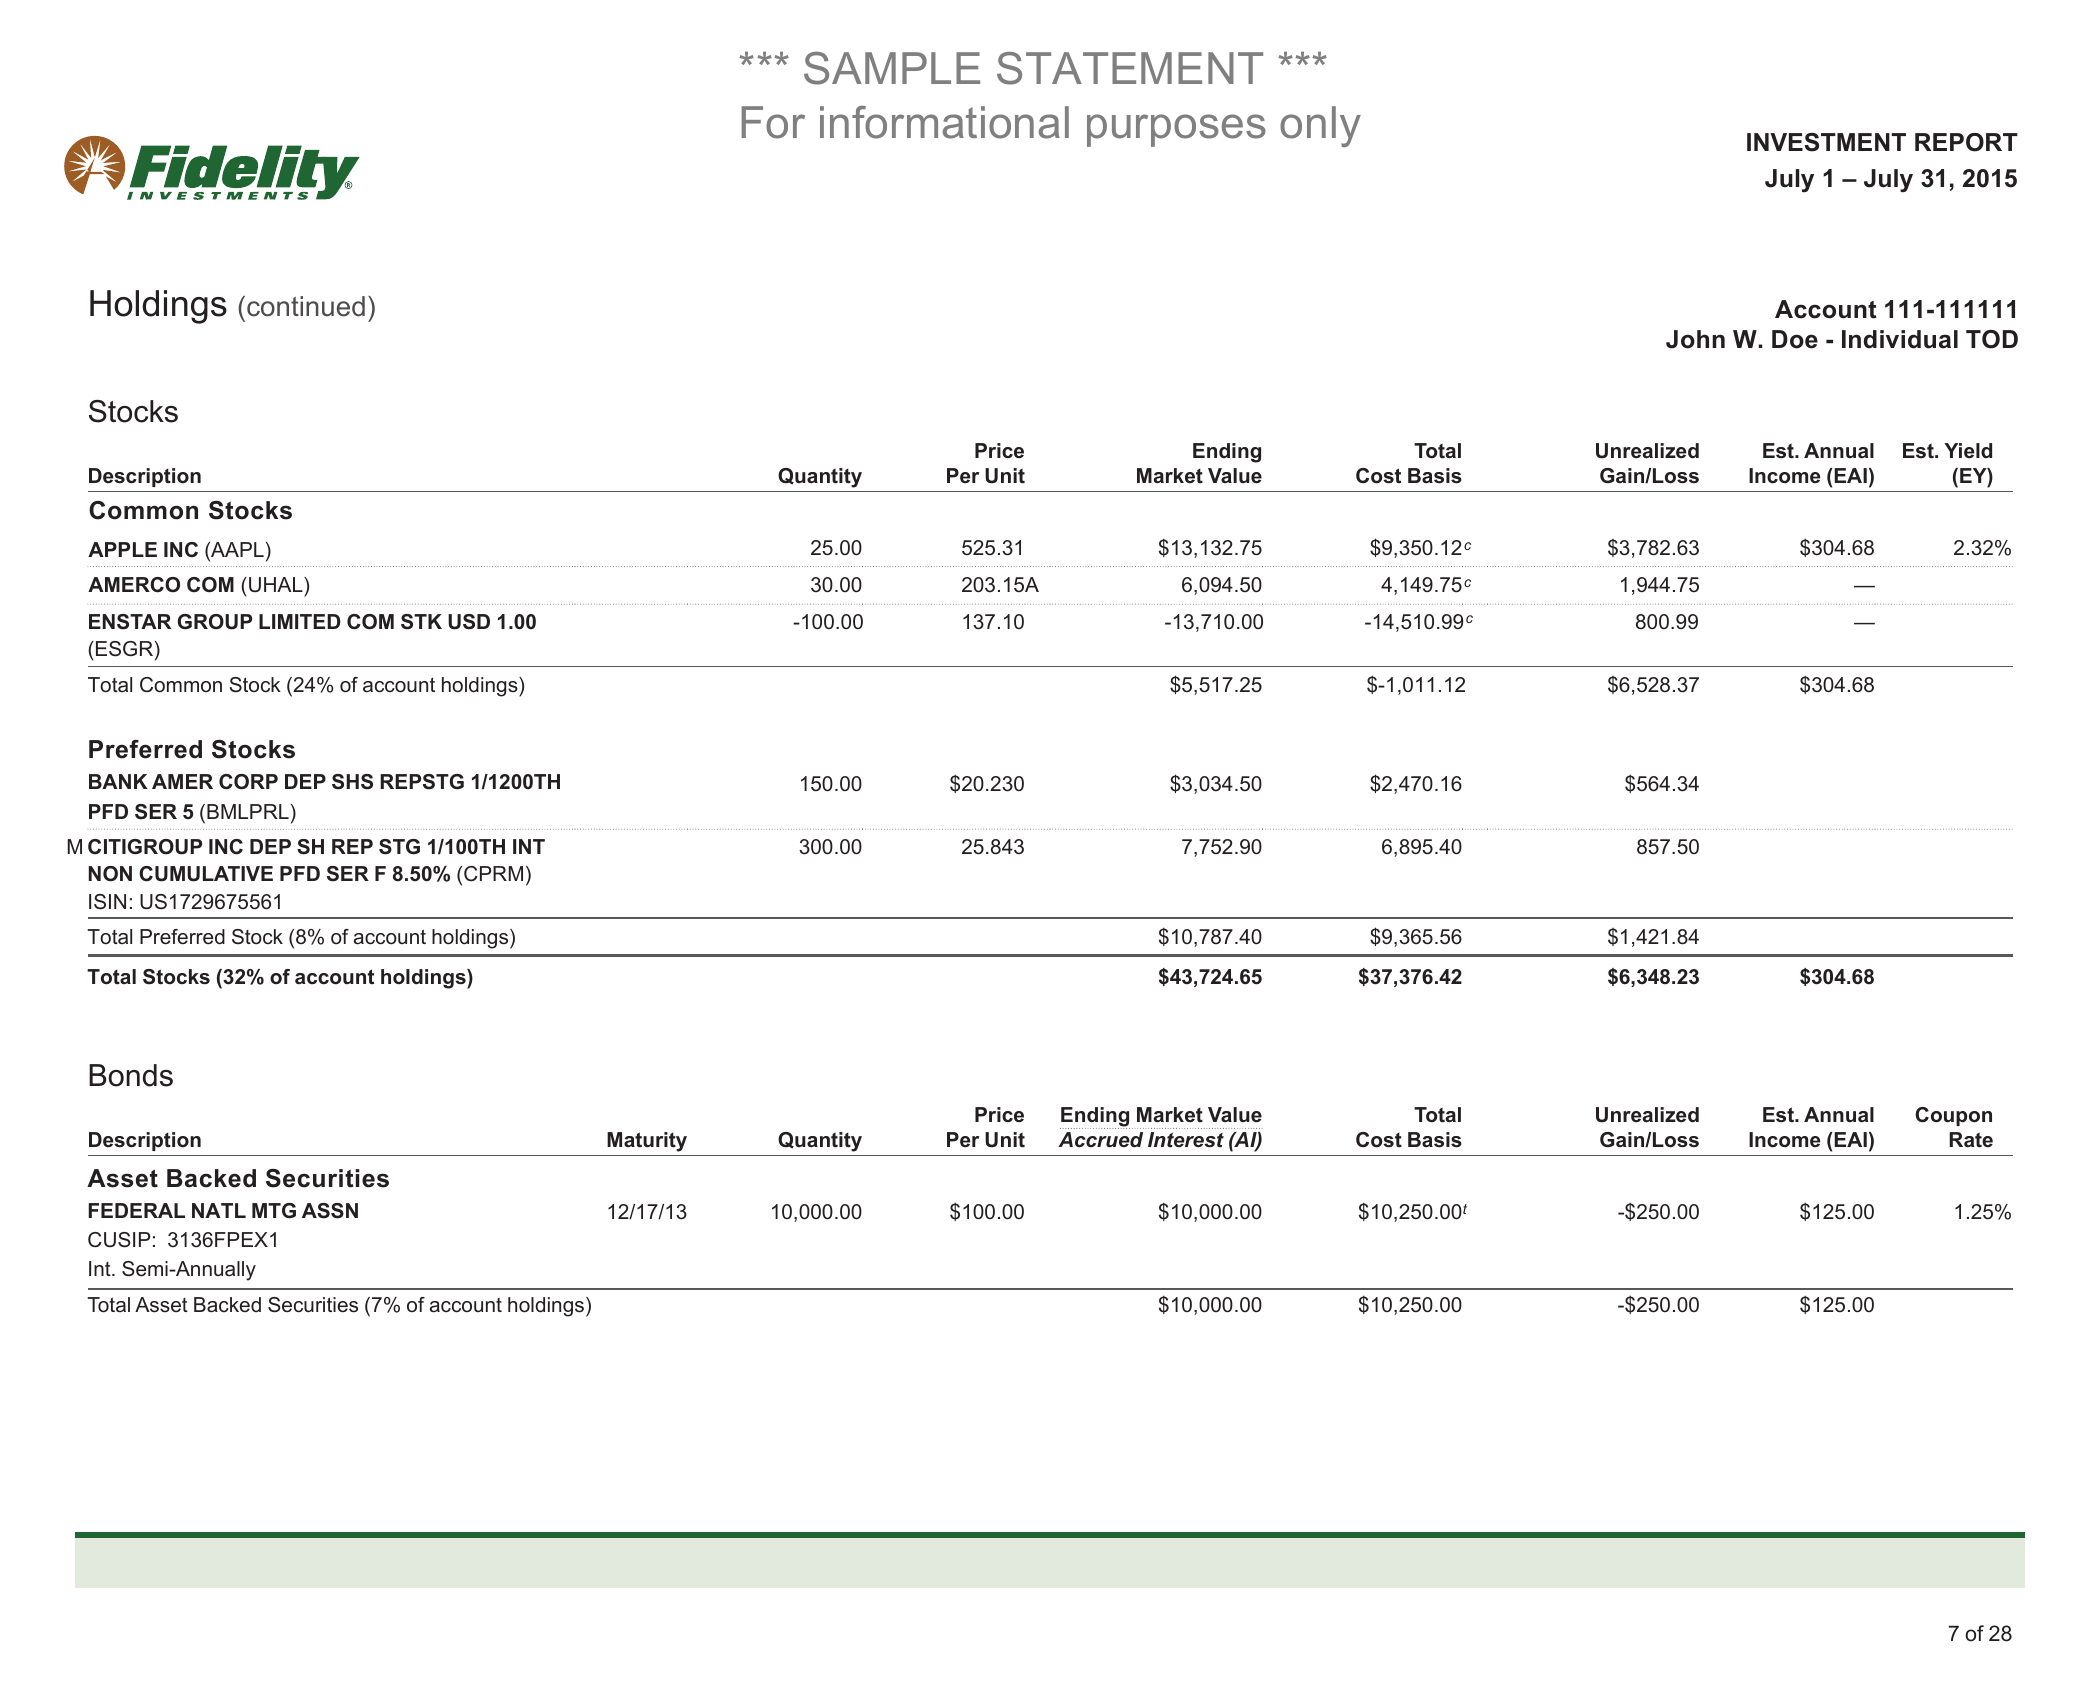 *** SAMPLE STATEMENT ***
For informational purposes only
Fidelity®
INVESTMENTS
INVESTMENT REPORT
July 1 – July 31, 2015
Holdings (continued)
Account 111-111111
John W. Doe - Individual TOD
Stocks
Price Ending Total Unrealized Est. Annual Est. Yield
Description Quantity Per Unit Market Value Cost Basis Gain/Loss Income (EAI) (EY)
Common Stocks
APPLE INC (AAPL) 25.00 525.31 $13,132.75 $9,350.12c $3,782.63 $304.68 2.32%
AMERCO COM (UHAL) 30.00 203.15A 6,094.50 4,149.75c 1,944.75 —
ENSTAR GROUP LIMITED COM STK USD 1.00 -100.00 137.10 -13,710.00 -14,510.99c 800.99 —
(ESGR)
Total Common Stock (24% of account holdings) $5,517.25 $-1,011.12 $6,528.37 $304.68
Preferred Stocks
BANK AMER CORP DEP SHS REPSTG 1/1200TH 150.00 $20.230 $3,034.50 $2,470.16 $564.34
PFD SER 5 (BMLPRL)
M CITIGROUP INC DEP SH REP STG 1/100TH INT 300.00 25.843 7,752.90 6,895.40 857.50
NON CUMULATIVE PFD SER F 8.50% (CPRM)
ISIN: US1729675561
Total Preferred Stock (8% of account holdings) $10,787.40 $9,365.56 $1,421.84
Total Stocks (32% of account holdings) $43,724.65 $37,376.42 $6,348.23 $304.68
Bonds
Price Ending Market Value Total Unrealized Est. Annual Coupon
Description Maturity Quantity Per Unit Accrued Interest (AI) Cost Basis Gain/Loss Income (EAI) Rate
Asset Backed Securities
FEDERAL NATL MTG ASSN 12/17/13 10,000.00 $100.00 $10,000.00 $10,250.00t -$250.00 $125.00 1.25%
CUSIP: 3136FPEX1
Int. Semi-Annually
Total Asset Backed Securities (7% of account holdings) $10,000.00 $10,250.00 -$250.00 $125.00
7 of 28